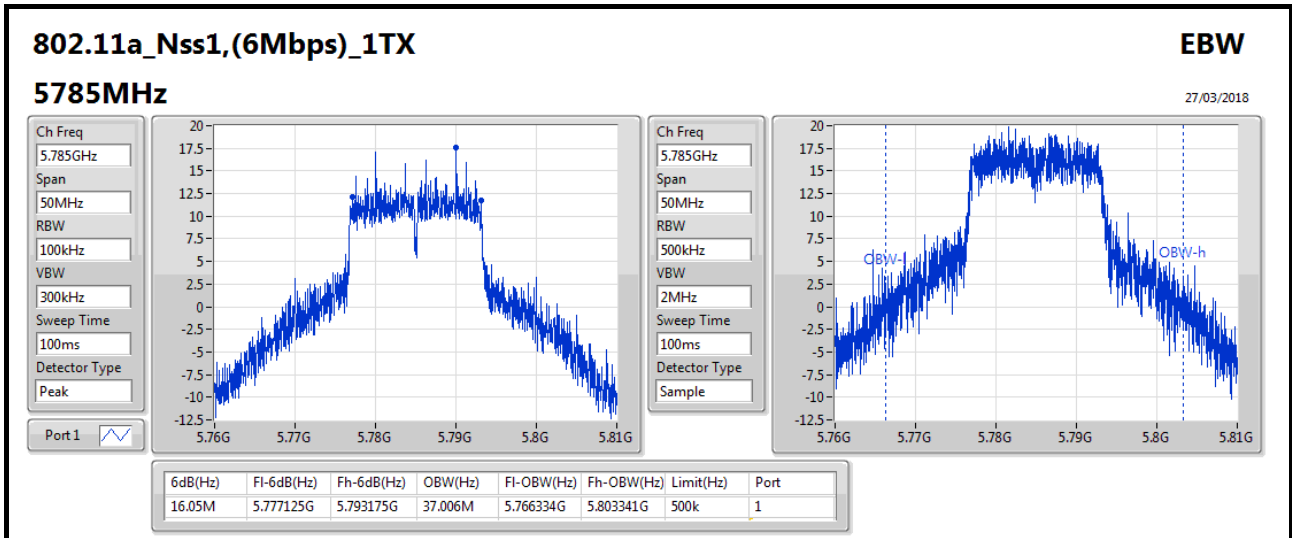 802.11a_Nss1,(6Mbps)_1TX
EBW
5785MHz
27/03/2018
Ch Freq
5.785GHz
Span
50MHz
RBW
100kHz
VBW
300kHz
Sweep Time
100ms
Detector Type
Peak
Port 1
20
17.5
15
12.5
10
7.5
5
2.5
0
-2.5
-5
-7.5
-10
-12.5
5.76G 5.77G 5.78G 5.79G 5.8G 5.81G
Ch Freq
5.785GHz
Span
50MHz
RBW
500kHz
VBW
2MHz
Sweep Time
100ms
Detector Type
Sample
20
17.5
15
12.5
10
7.5
5
2.5
0
-2.5
-5
-7.5
-10
-12.5
OBW-l
OBW-h
5.76G 5.77G 5.78G 5.79G 5.8G 5.81G
6dB(Hz) Fl-6dB(Hz) Fh-6dB(Hz) OBW(Hz) Fl-OBW(Hz) Fh-OBW(Hz) Limit(Hz) Port
16.05M 5.777125G 5.793175G 37.006M 5.766334G 5.803341G 500k 1